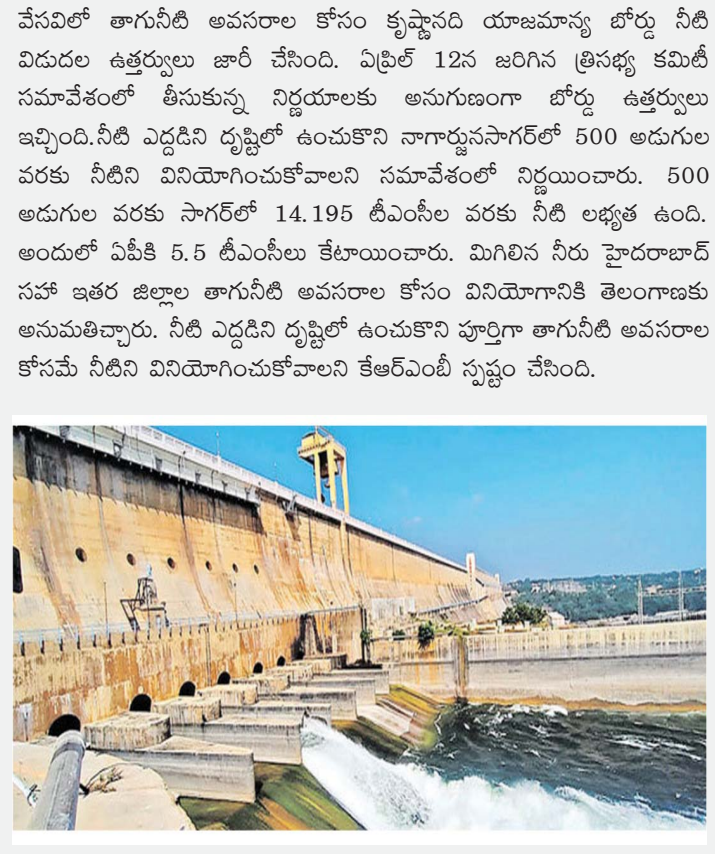 వేసవిలో తాగునీతి అవసరాల కోసం కృష్ణానది యాజమాన్య బోర్డు నీటి
విడుదల ఉత్తర్వులు జారీ చేసింది. ఏప్రిల్ 12న జరిగిన త్రిసభ్య కమిటీ
సమావేశంలో తీసుకున్న నిర్ణయాలకు అనుగుణంగా బోర్డు ఉత్తర్వులు
ఇచ్చింది.నీటి ఎద్దడిని దృష్టిలో ఉంచుకొని నాగార్జునసాగర్‌లో 500 అడుగుల
వరకు నీటిని వినియోగించుకోవాలని సమావేశంలో నిర్ణయించారు. 500
అడుగుల వరకు సాగర్‌లో 14.195 టీఎంసీల వరకు నీటి లభ్యత ఉంది.
అందులో ఏపీకి 5.5 టీఎంసీలు కేటాయించారు. మిగిలిన నీరు హైదరాబాద్
సహా ఇతర జిల్లాల తాగునీటి అవసరాల కోసం వినియోగానికి తెలంగాణకు
అనుమతిచ్చారు. నీటి ఎద్దడిని దృష్టిలో ఉంచుకొని పూర్తిగా తాగునీటి అవసరాల
కోసమే నీటిని వినియోగించుకోవాలని కేఆర్ఎంబీ స్పష్టం చేసింది.